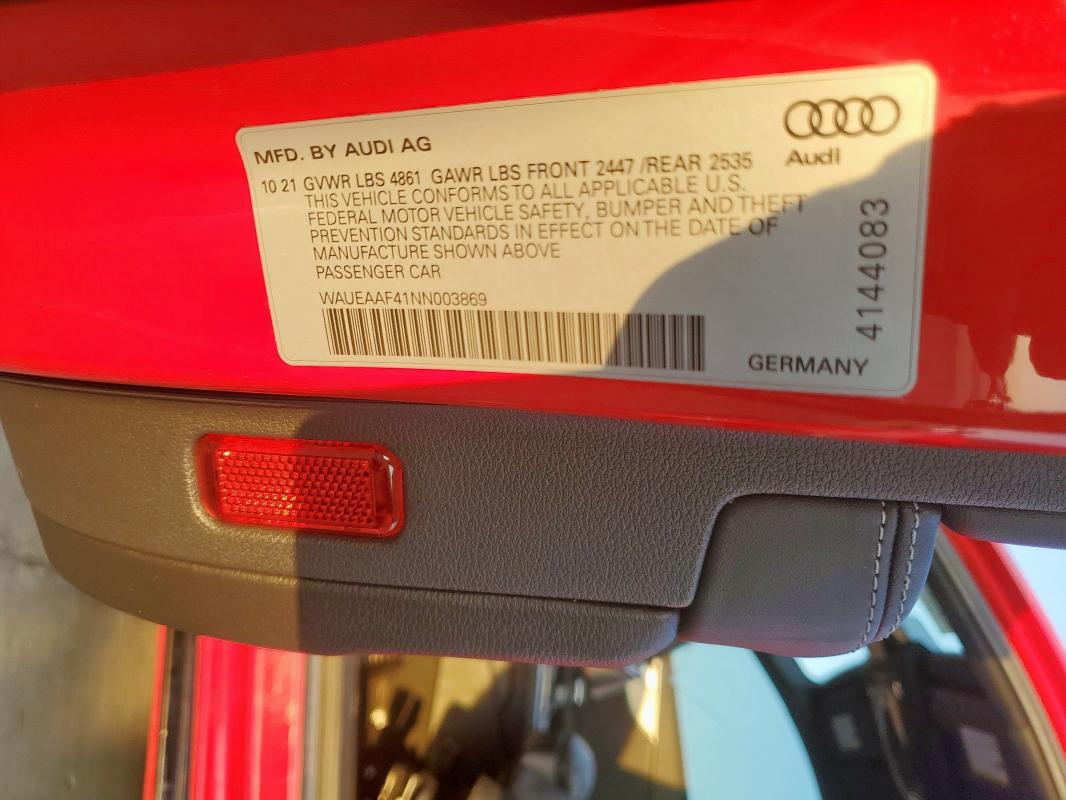 MFD. BY AUDI AG
Audi
10 21 GVWR LBS 4861 GAWR LBS FRONT 2447 /REAR 2535
THIS VEHICLE CONFORMS TO ALL APPLICABLE U.S.
FEDERAL MOTOR VEHICLE SAFETY, BUMPER AND THEFT
PREVENTION STANDARDS IN EFFECT ON THE DATE OF
MANUFACTURE SHOWN ABOVE
PASSENGER CAR
WAUEAAF41NN003869
GERMANY
4144083